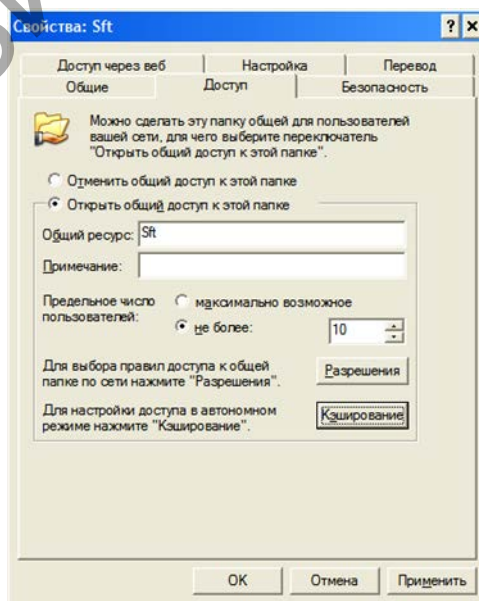 Свойства: Sft
Доступ через веб Настройка Перевод
Общие Доступ Безопасность
Можно сделать эту папку общей для пользователей
вашей сети, для чего выберите переключатель
"Открыть общий доступ к этой папке".
Отменить общий доступ к этой папке
Открыть общий доступ к этой папке
Общий ресурс: Sft
Примечание:
Предельное число
пользователей:
максимально возможное
не более: 10
Для выбора правил доступа к общей
папке по сети нажмите "Разрешения".
Разрешения
Для настройки доступа в автономном
режиме нажмите "Кэширование".
Кэширование
ОК Отмена Применить